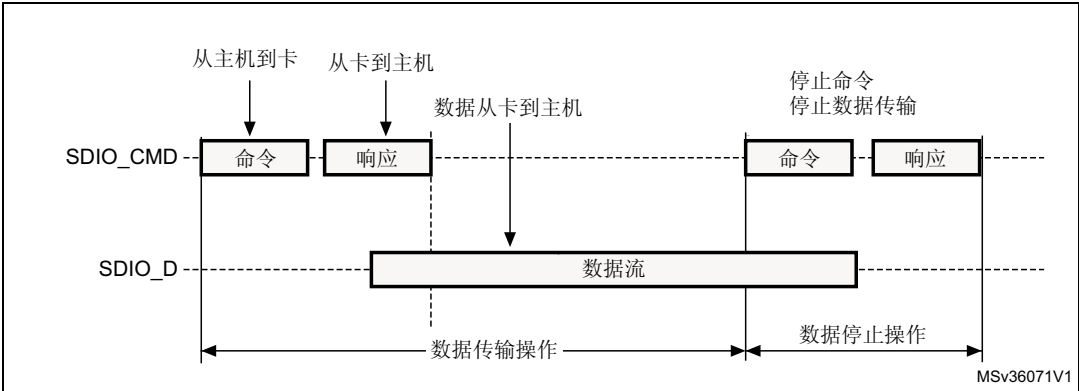 从主机到卡
从卡到主机
数据从卡到主机
停止命令
停止数据传输
SDIO_CMD
命令
响应
命令
响应
SDIO_D
数据流
数据传输操作
数据停止操作
MSv36071V1